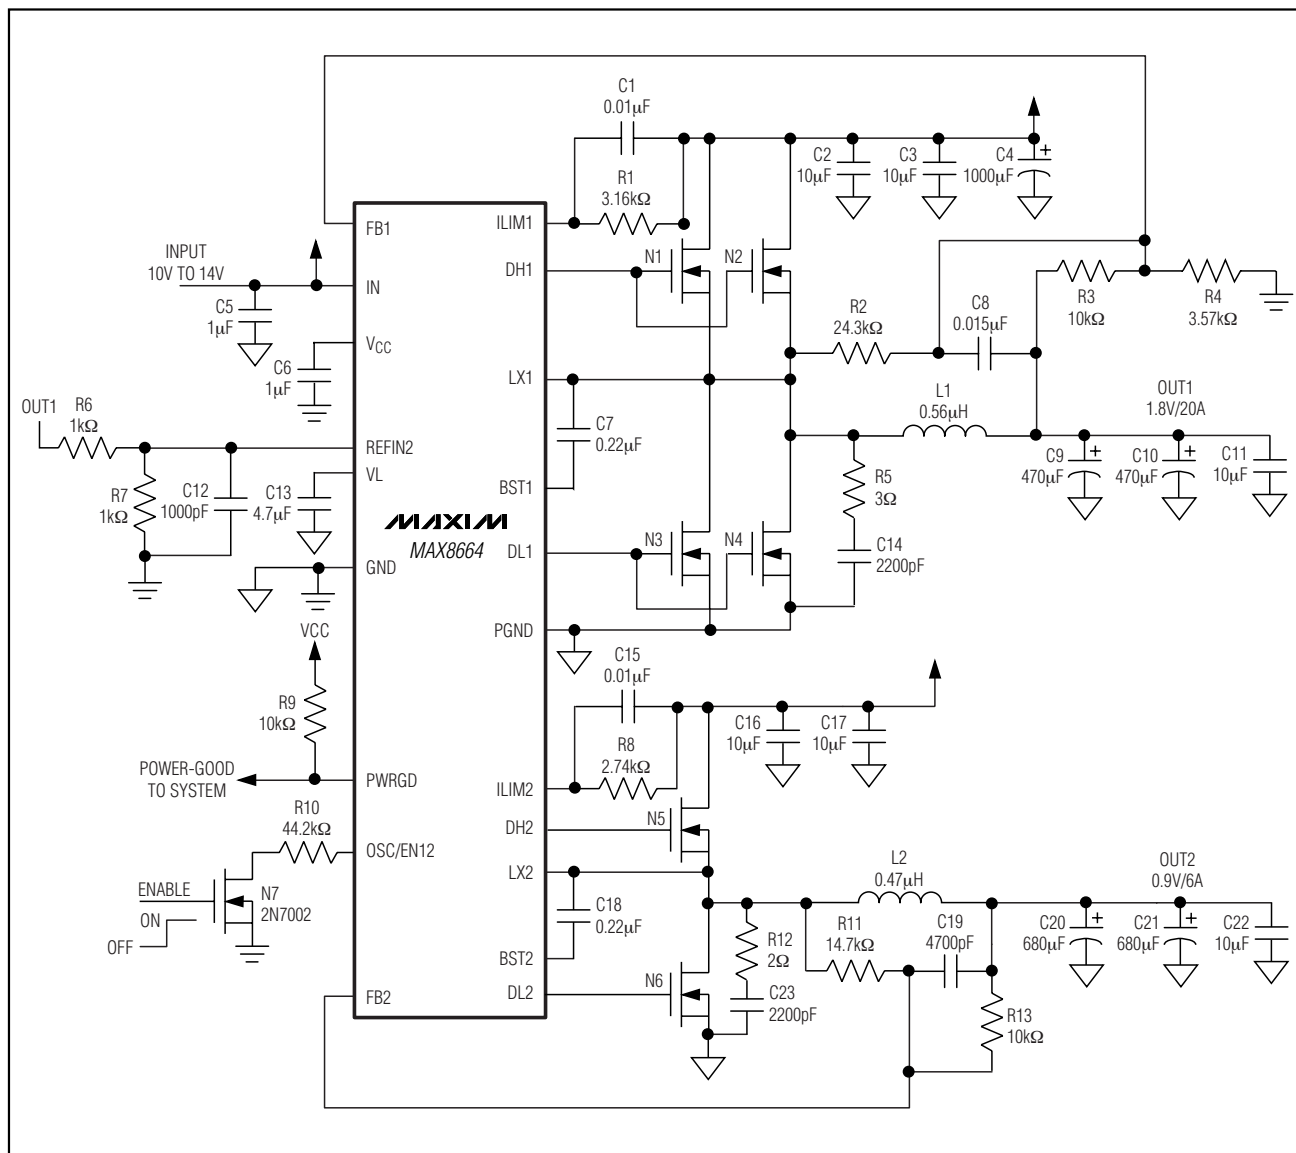 C1
0.01µF
R1
3.16kΩ
C2
10µF
C3
10µF
C4
1000µF
+
FB1
ILIM1
INPUT
10V TO 14V
IN
DH1
N1
N2
C5
1µF
VCC
C6
1µF
R2
24.3kΩ
C8
0.015µF
R3
10kΩ
R4
3.57kΩ
LX1
OUT1
R6
1kΩ
REFIN2
VL
C7
0.22µF
L1
0.56µH
OUT1
1.8V/20A
C9
470µF
+
C10
470µF
+
C11
10µF
R7
1kΩ
C12
1000pF
C13
4.7µF
BST1
R5
3Ω
MAXIM
MAX8664
DL1
N3
N4
C14
2200pF
GND
PGND
VCC
R9
10kΩ
C15
0.01µF
R8
2.74kΩ
C16
10µF
C17
10µF
POWER-GOOD
TO SYSTEM
PWRGD
ILIM2
R10
44.2kΩ
OSC/EN12
DH2
N5
LX2
ENABLE
ON
OFF
N7
2N7002
C18
0.22µF
L2
0.47µH
OUT2
0.9V/6A
R11
14.7kΩ
C19
4700pF
C20
680µF
+
C21
680µF
+
C22
10µF
R12
2Ω
BST2
FB2
DL2
N6
C23
2200pF
R13
10kΩ